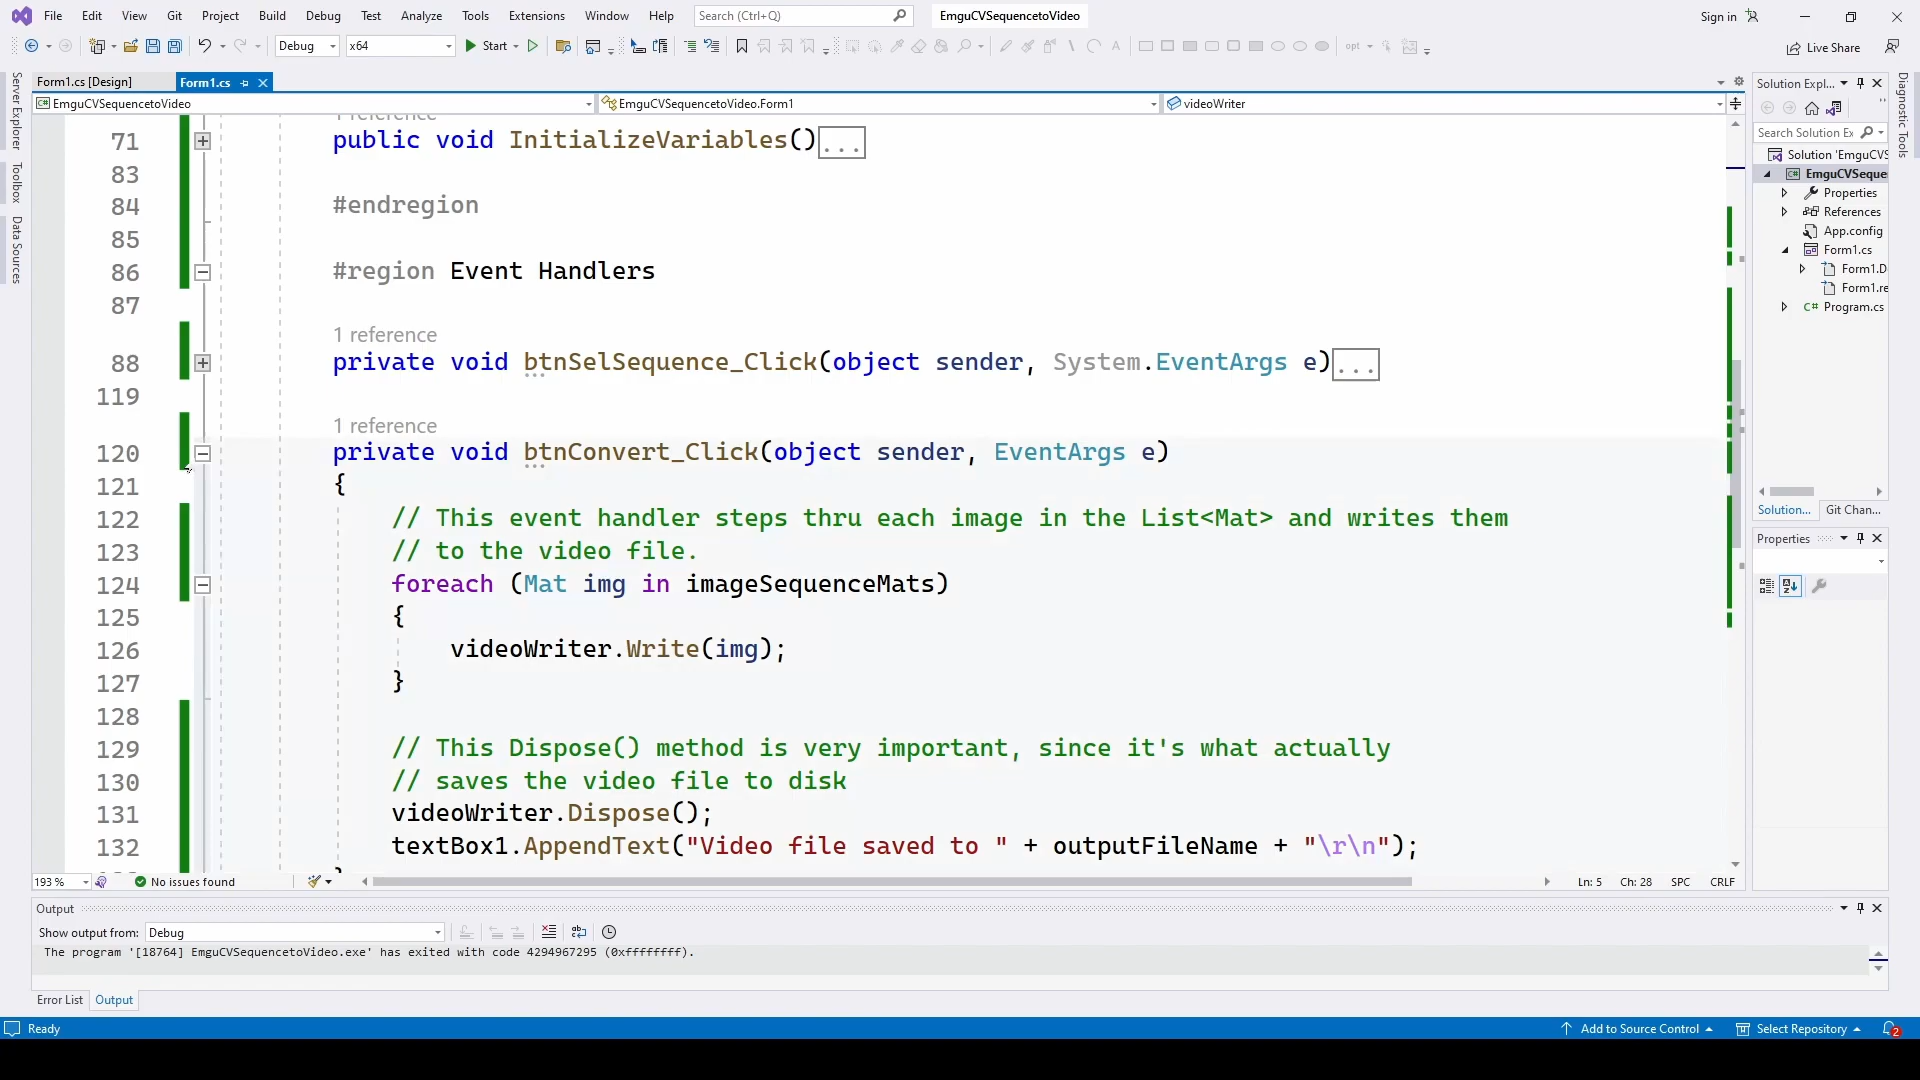 File Edit View Git Project Build Debug Test Analyze Tools Extensions Window Help Search (Ctrl+Q) EmguCVSequencetoVideo Sign in
Debug x64 Start opt Live Share
Form1.cs [Design] Form1.cs
EmguCVSequencetoVideo EmguCVSequencetoVideo.Form1 videoWriter
Server Explorer
Toolbox
Data Sources
71 public void InitializeVariables()...
83
84 #endregion
85
86 #region Event Handlers
87
1 reference
88 private void btnSelSequence_Click(object sender, System.EventArgs e)...
119
1 reference
120 private void btnConvert_Click(object sender, EventArgs e)
121 {
122 // This event handler steps thru each image in the List<Mat> and writes them
123 // to the video file.
124 foreach (Mat img in imageSequenceMats)
125 {
126 videoWriter.Write(img);
127 }
128
129 // This Dispose() method is very important, since it's what actually
130 // saves the video file to disk
131 videoWriter.Dispose();
132 textBox1.AppendText("Video file saved to " + outputFileName + "\r\n");
193 % No issues found Ln: 5 Ch: 28 SPC CRLF
Solution Expl...
Search Solution Ex
Solution 'EmguCVS
EmguCVSeque
Properties
References
App.config
Form1.cs
Form1.D
Form1.re
C# Program.cs
Solution... Git Chan...
Properties
Diagnostic Tools
Output
Show output from: Debug
The program '[18764] EmguCVSequencetoVideo.exe' has exited with code 4294967295 (0xffffffff).
Error List Output
Ready Add to Source Control Select Repository 2